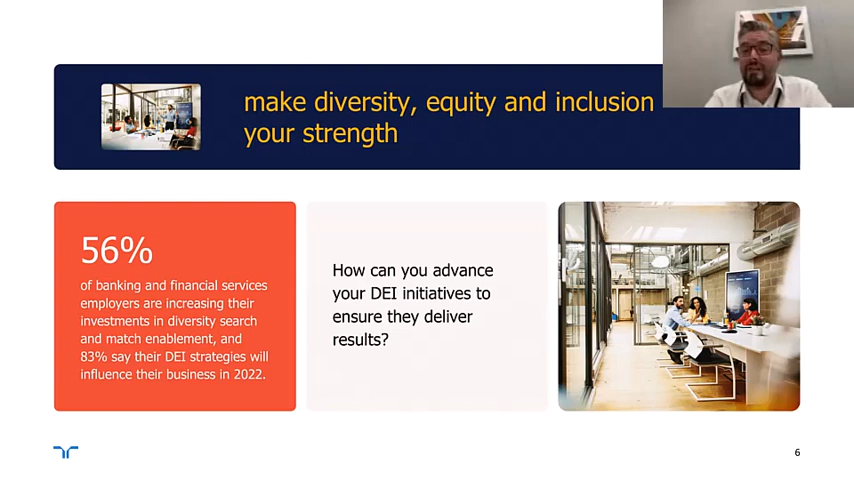 make diversity, equity and inclusion
your strength
56%
of banking and financial services
employers are increasing their
investments in diversity search
and match enablement, and
83% say their DEI strategies will
influence their business in 2022.
How can you advance
your DEI initiatives to
ensure they deliver
results?
6